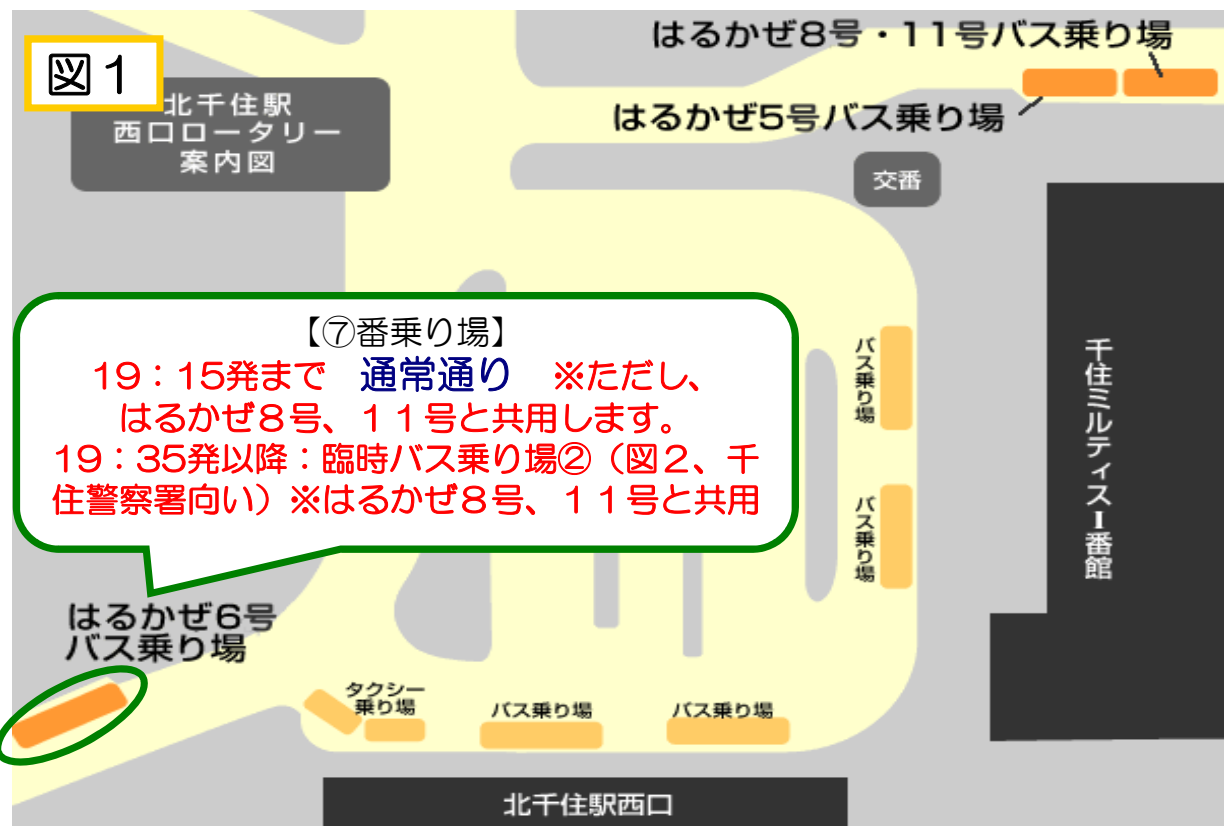 図1
北千住駅
西口ロータリー
案内図
はるかぜ8号・11号バス乗り場
はるかぜ5号バス乗り場
交番
【⑦番乗り場】
19：15発まで　通常通り　※ただし、
はるかぜ８号、１１号と共用します。
19：35発以降：臨時バス乗り場②（図２、千
住警察署向い）※はるかぜ８号、１１号と共用
バス乗り場
バス乗り場
千住ミルディスI番館
はるかぜ6号
バス乗り場
タクシー
乗り場
バス乗り場
バス乗り場
北千住駅西口